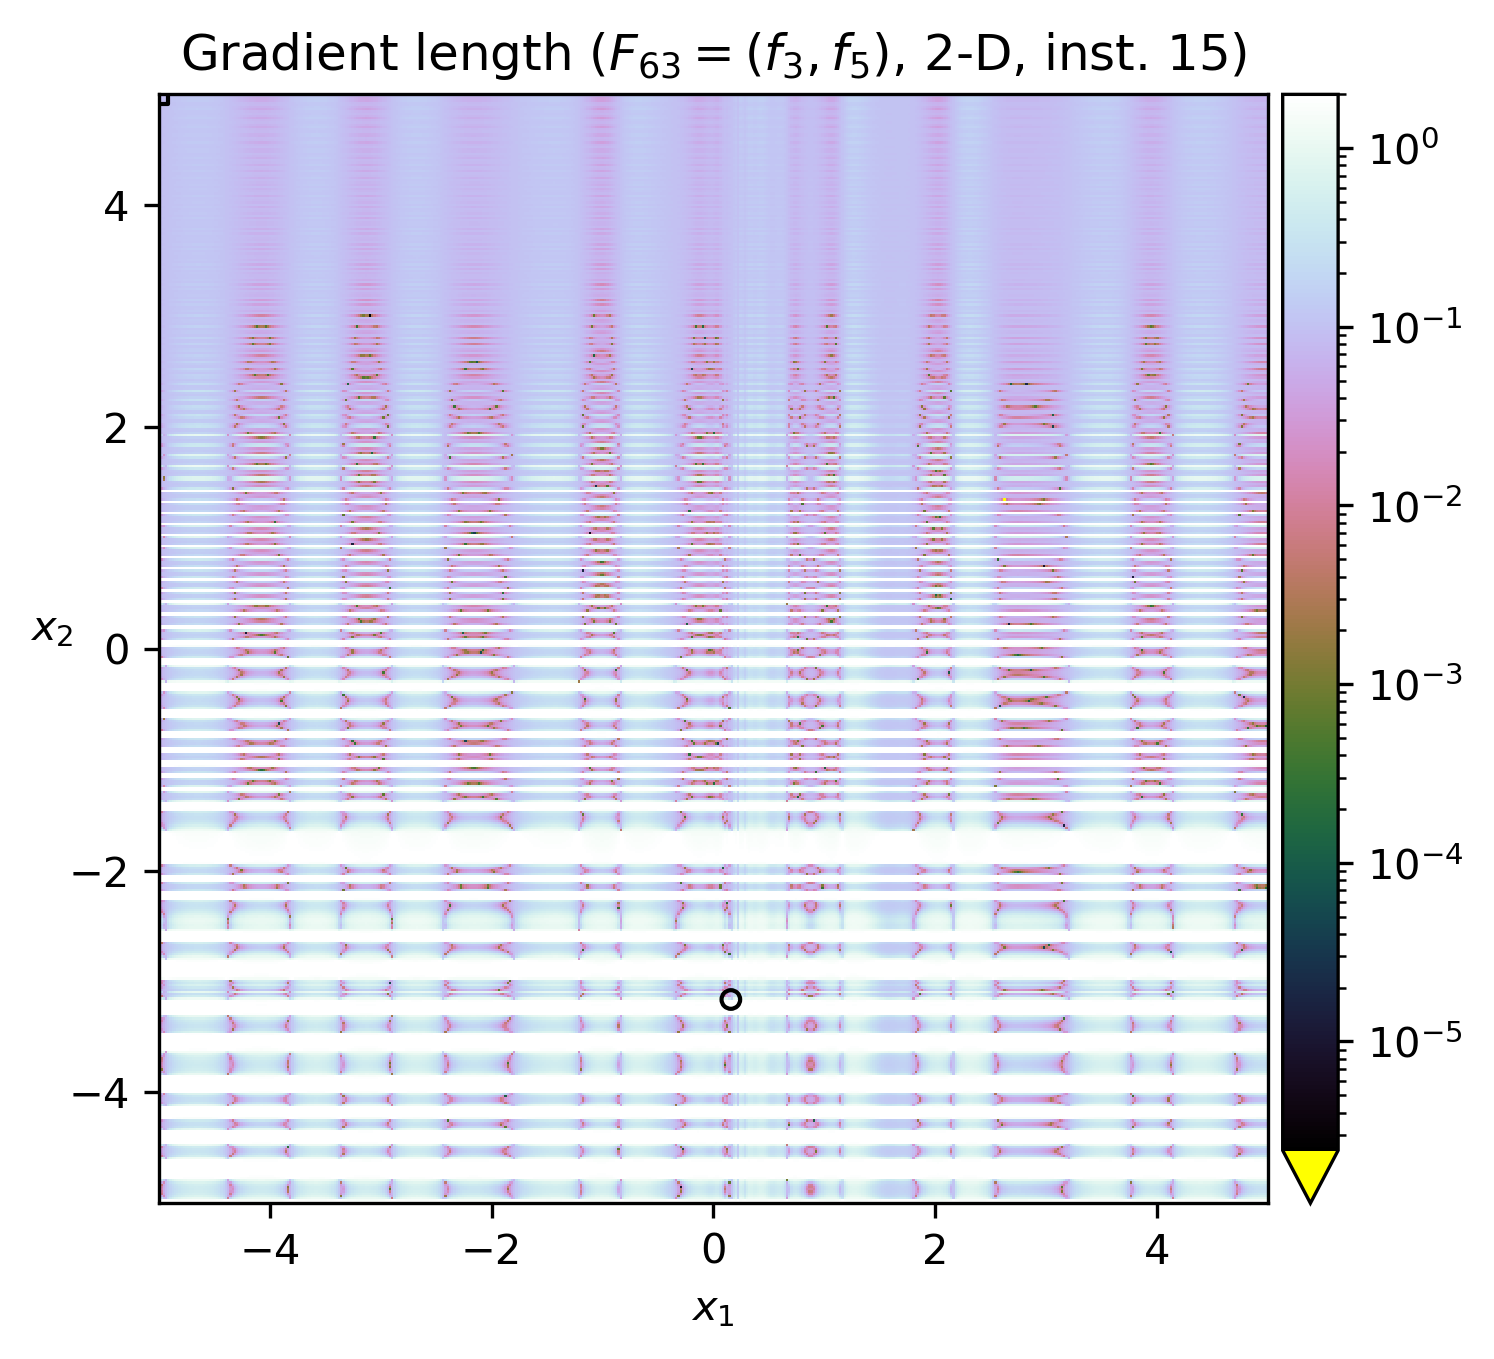 Gradient length (F₆₃ = (f₃, f₅), 2-D, inst. 15)
10⁰
10⁻¹
10⁻²
10⁻³
10⁻⁴
10⁻⁵
x₂
4
2
0
−2
−4
−4 −2 0 2 4
x₁